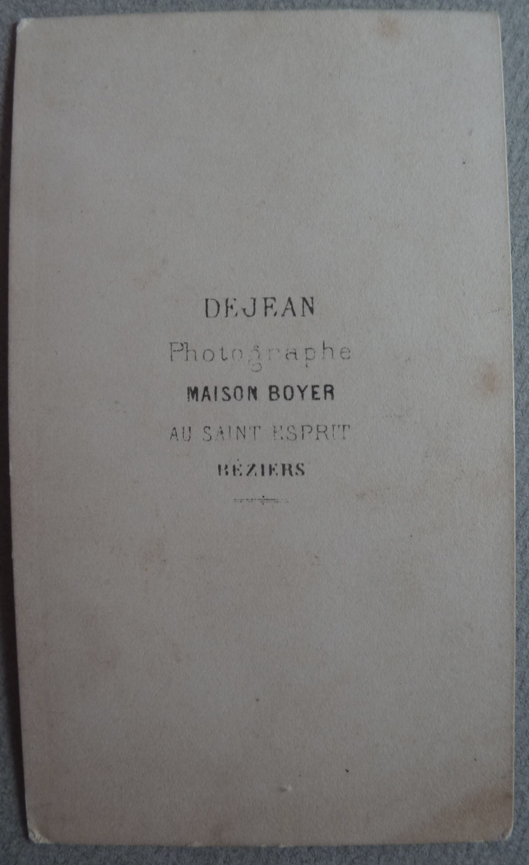 DEJEAN
Photographe
MAISON BOYER
AU SAINT ESPRIT
BÉZIERS